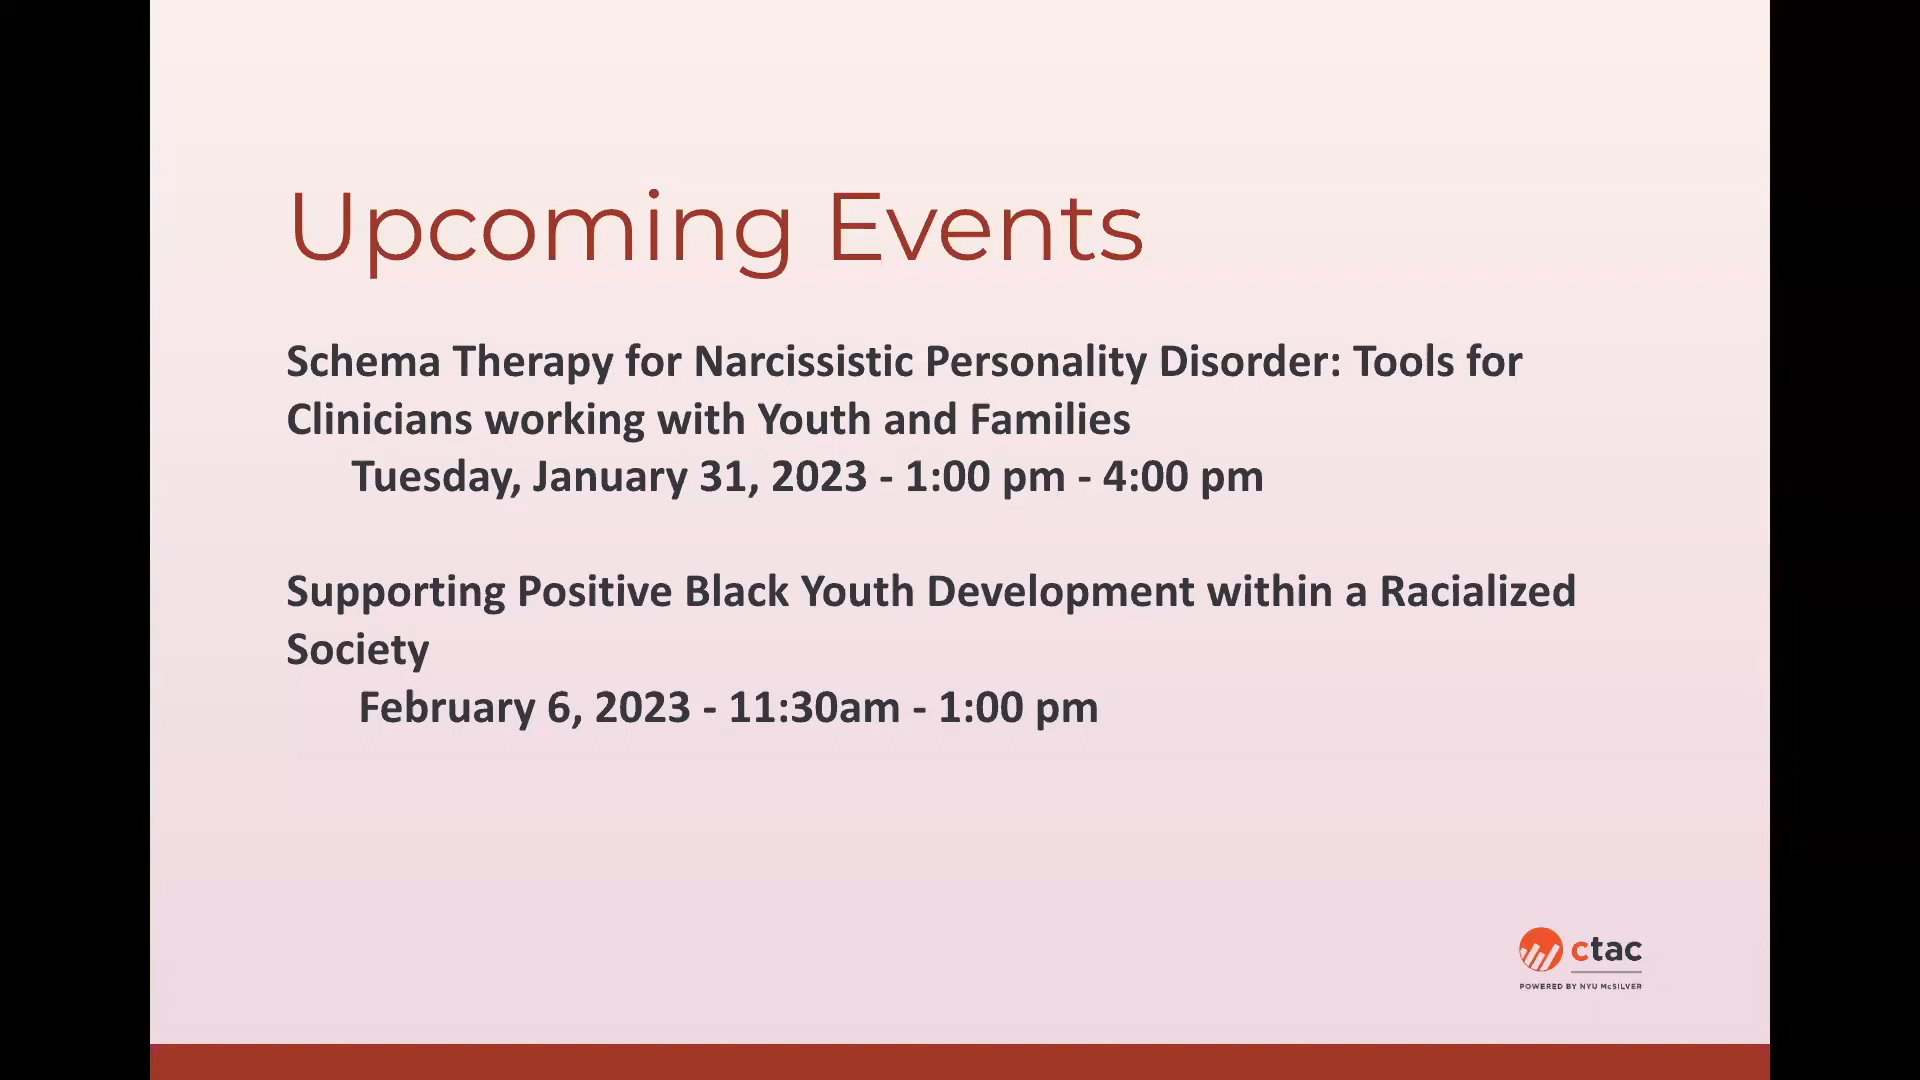 Upcoming Events
Schema Therapy for Narcissistic Personality Disorder: Tools for
Clinicians working with Youth and Families
Tuesday, January 31, 2023 - 1:00 pm - 4:00 pm
Supporting Positive Black Youth Development within a Racialized
Society
February 6, 2023 - 11:30am - 1:00 pm
ctac
POWERED BY NYU McSILVER